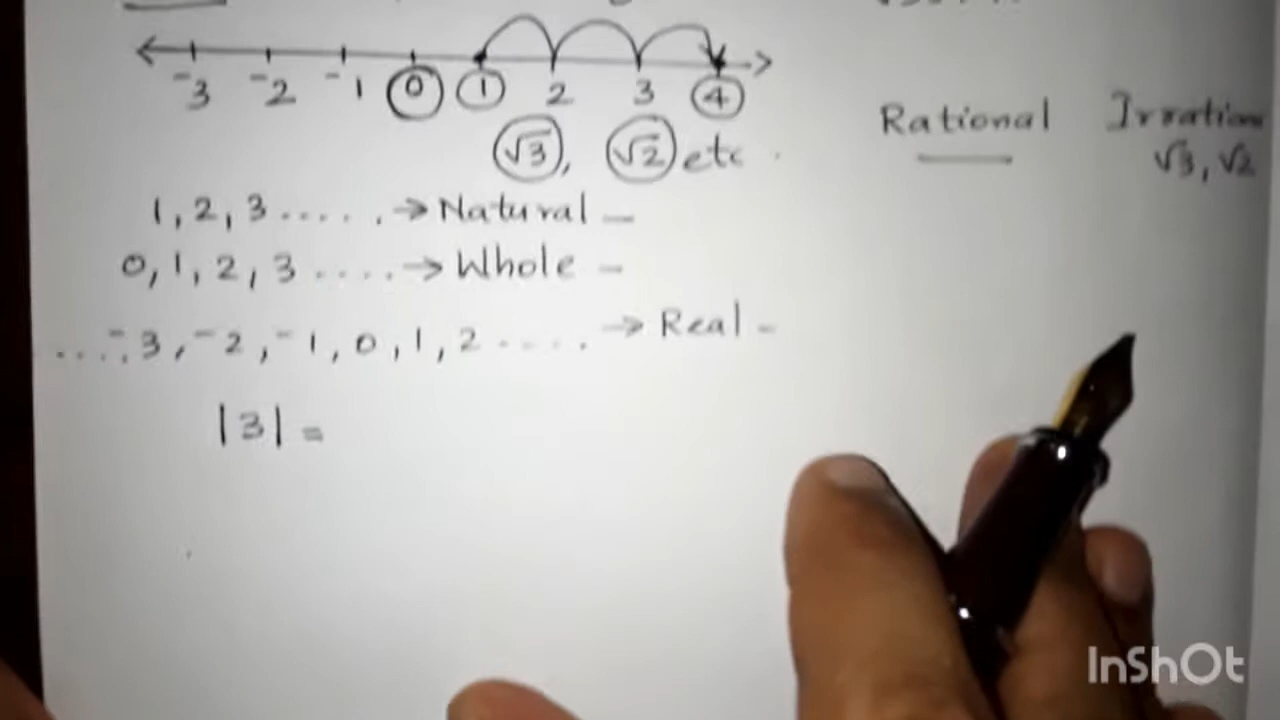 -3 -2 -1 0 1 2 3 4
√3, √2 etc.
Rational
√3, √2
1, 2, 3 ..... → Natural -
0, 1, 2, 3 .... → Whole -
.....-3, -2, -1, 0, 1, 2 ..... → Real -
|3| =
InShOt